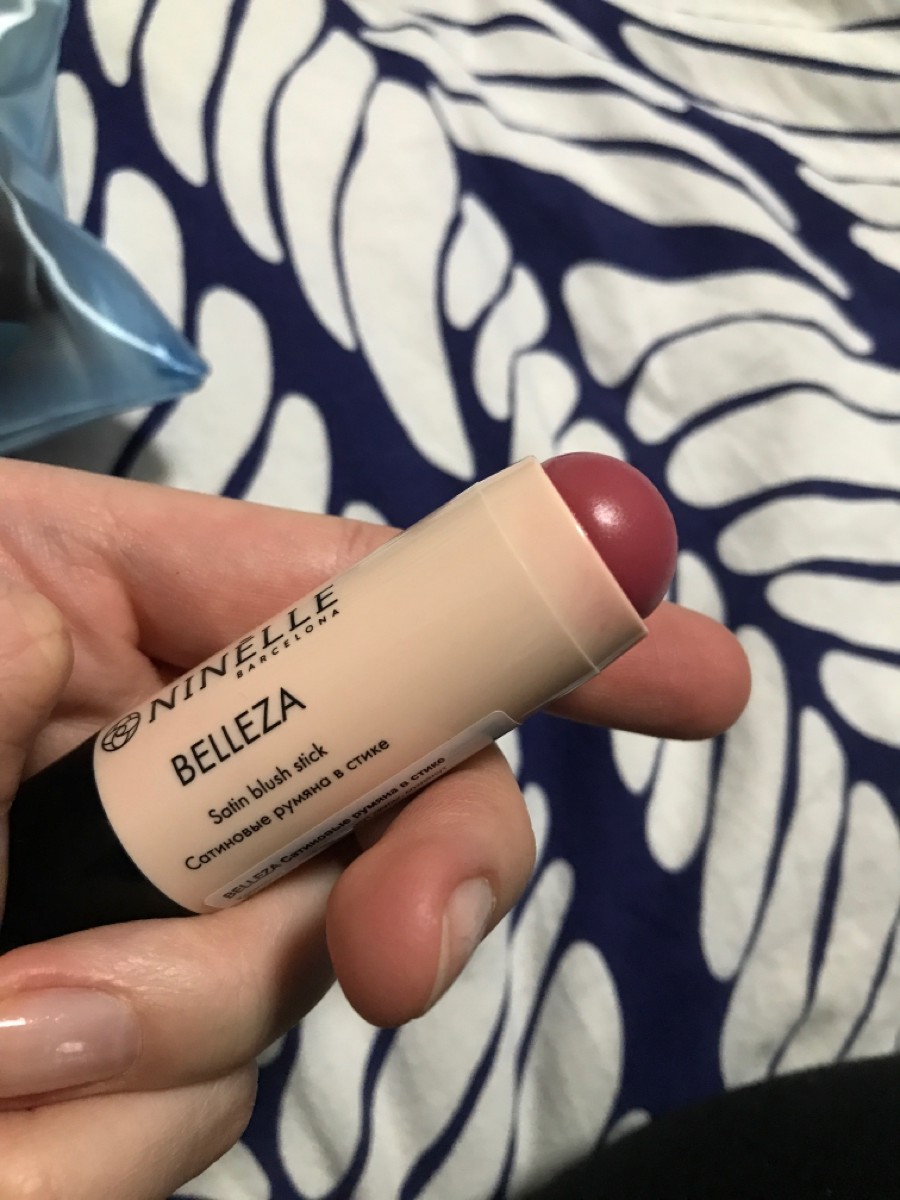 NINELLE
BARCELONA
BELLEZA
Satin blush stick
Сатиновые румяна в стике
BELLEZA Сатиновые румяна в стике